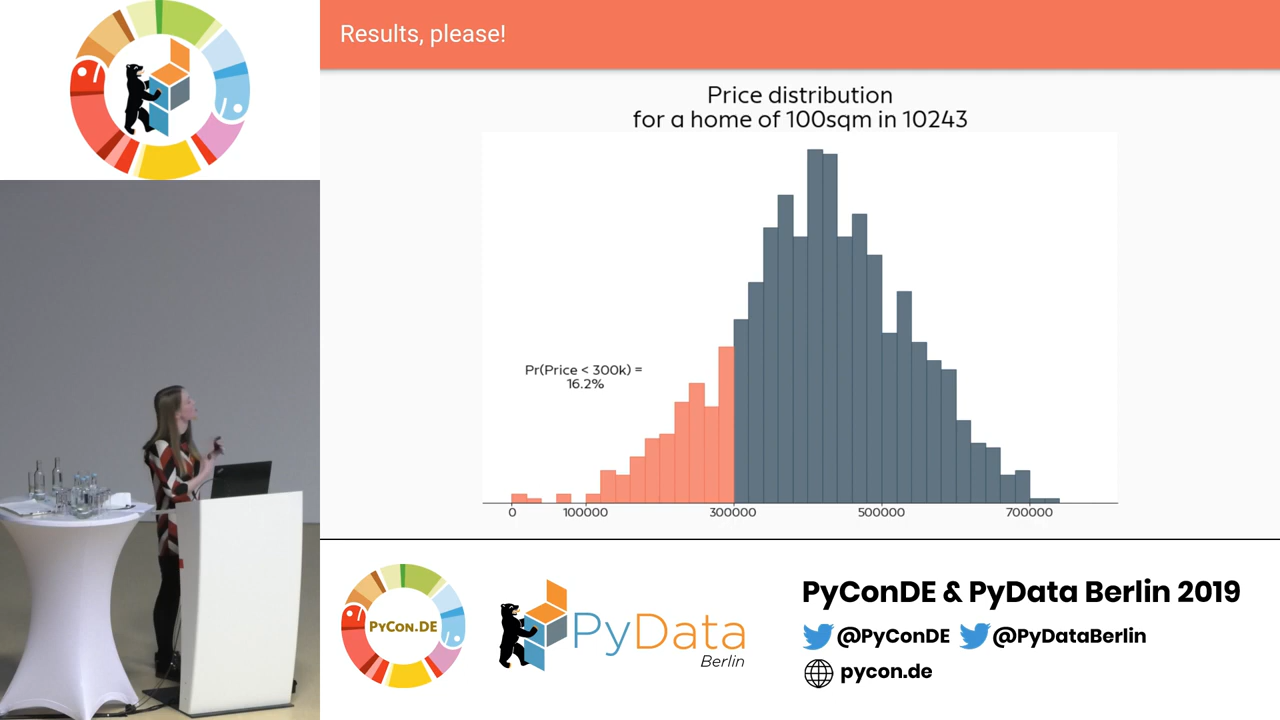 Results, please!
Price distribution
for a home of 100sqm in 10243
Pr(Price < 300k) =
16.2%
0 100000 300000 500000 700000
PYCON.DE
PyData
Berlin
PyConDE & PyData Berlin 2019
@PyConDE @PyDataBerlin
pycon.de